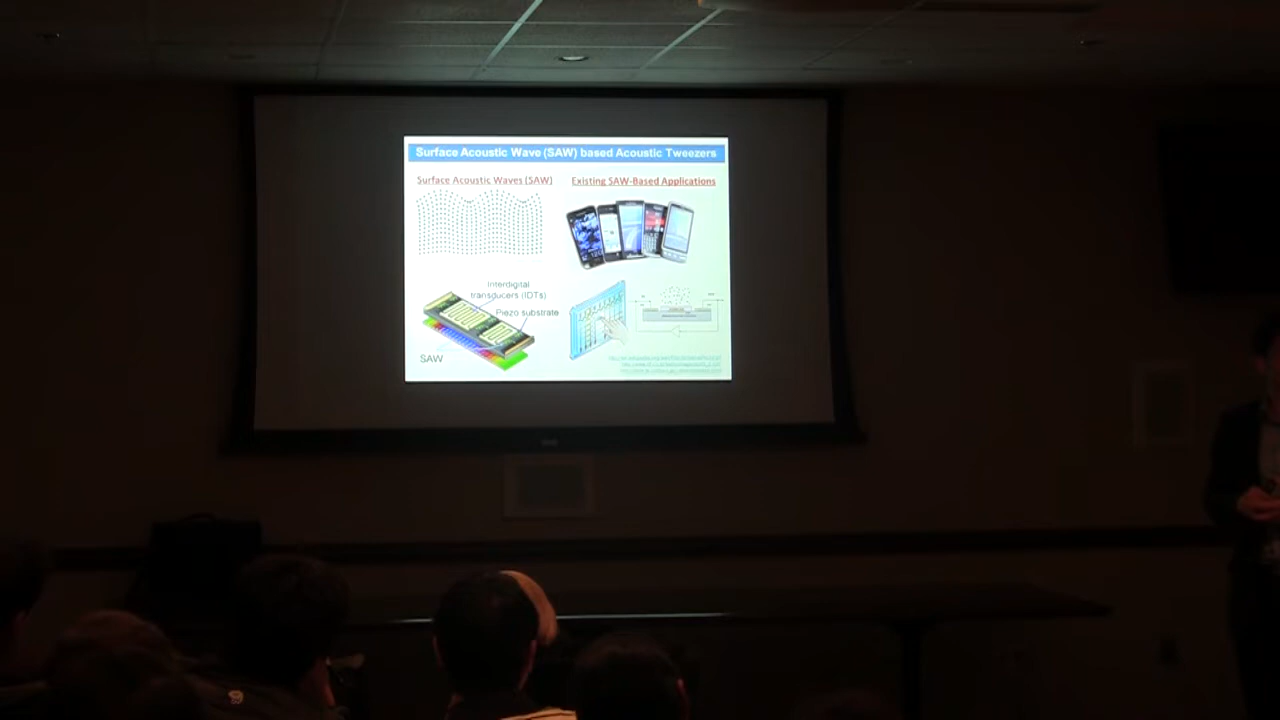 Surface Acoustic Wave (SAW) based Acoustic Tweezers
Surface Acoustic Waves (SAW)
Existing SAW-Based Applications
Interdigital
transducers (IDTs)
Piezo substrate
SAW